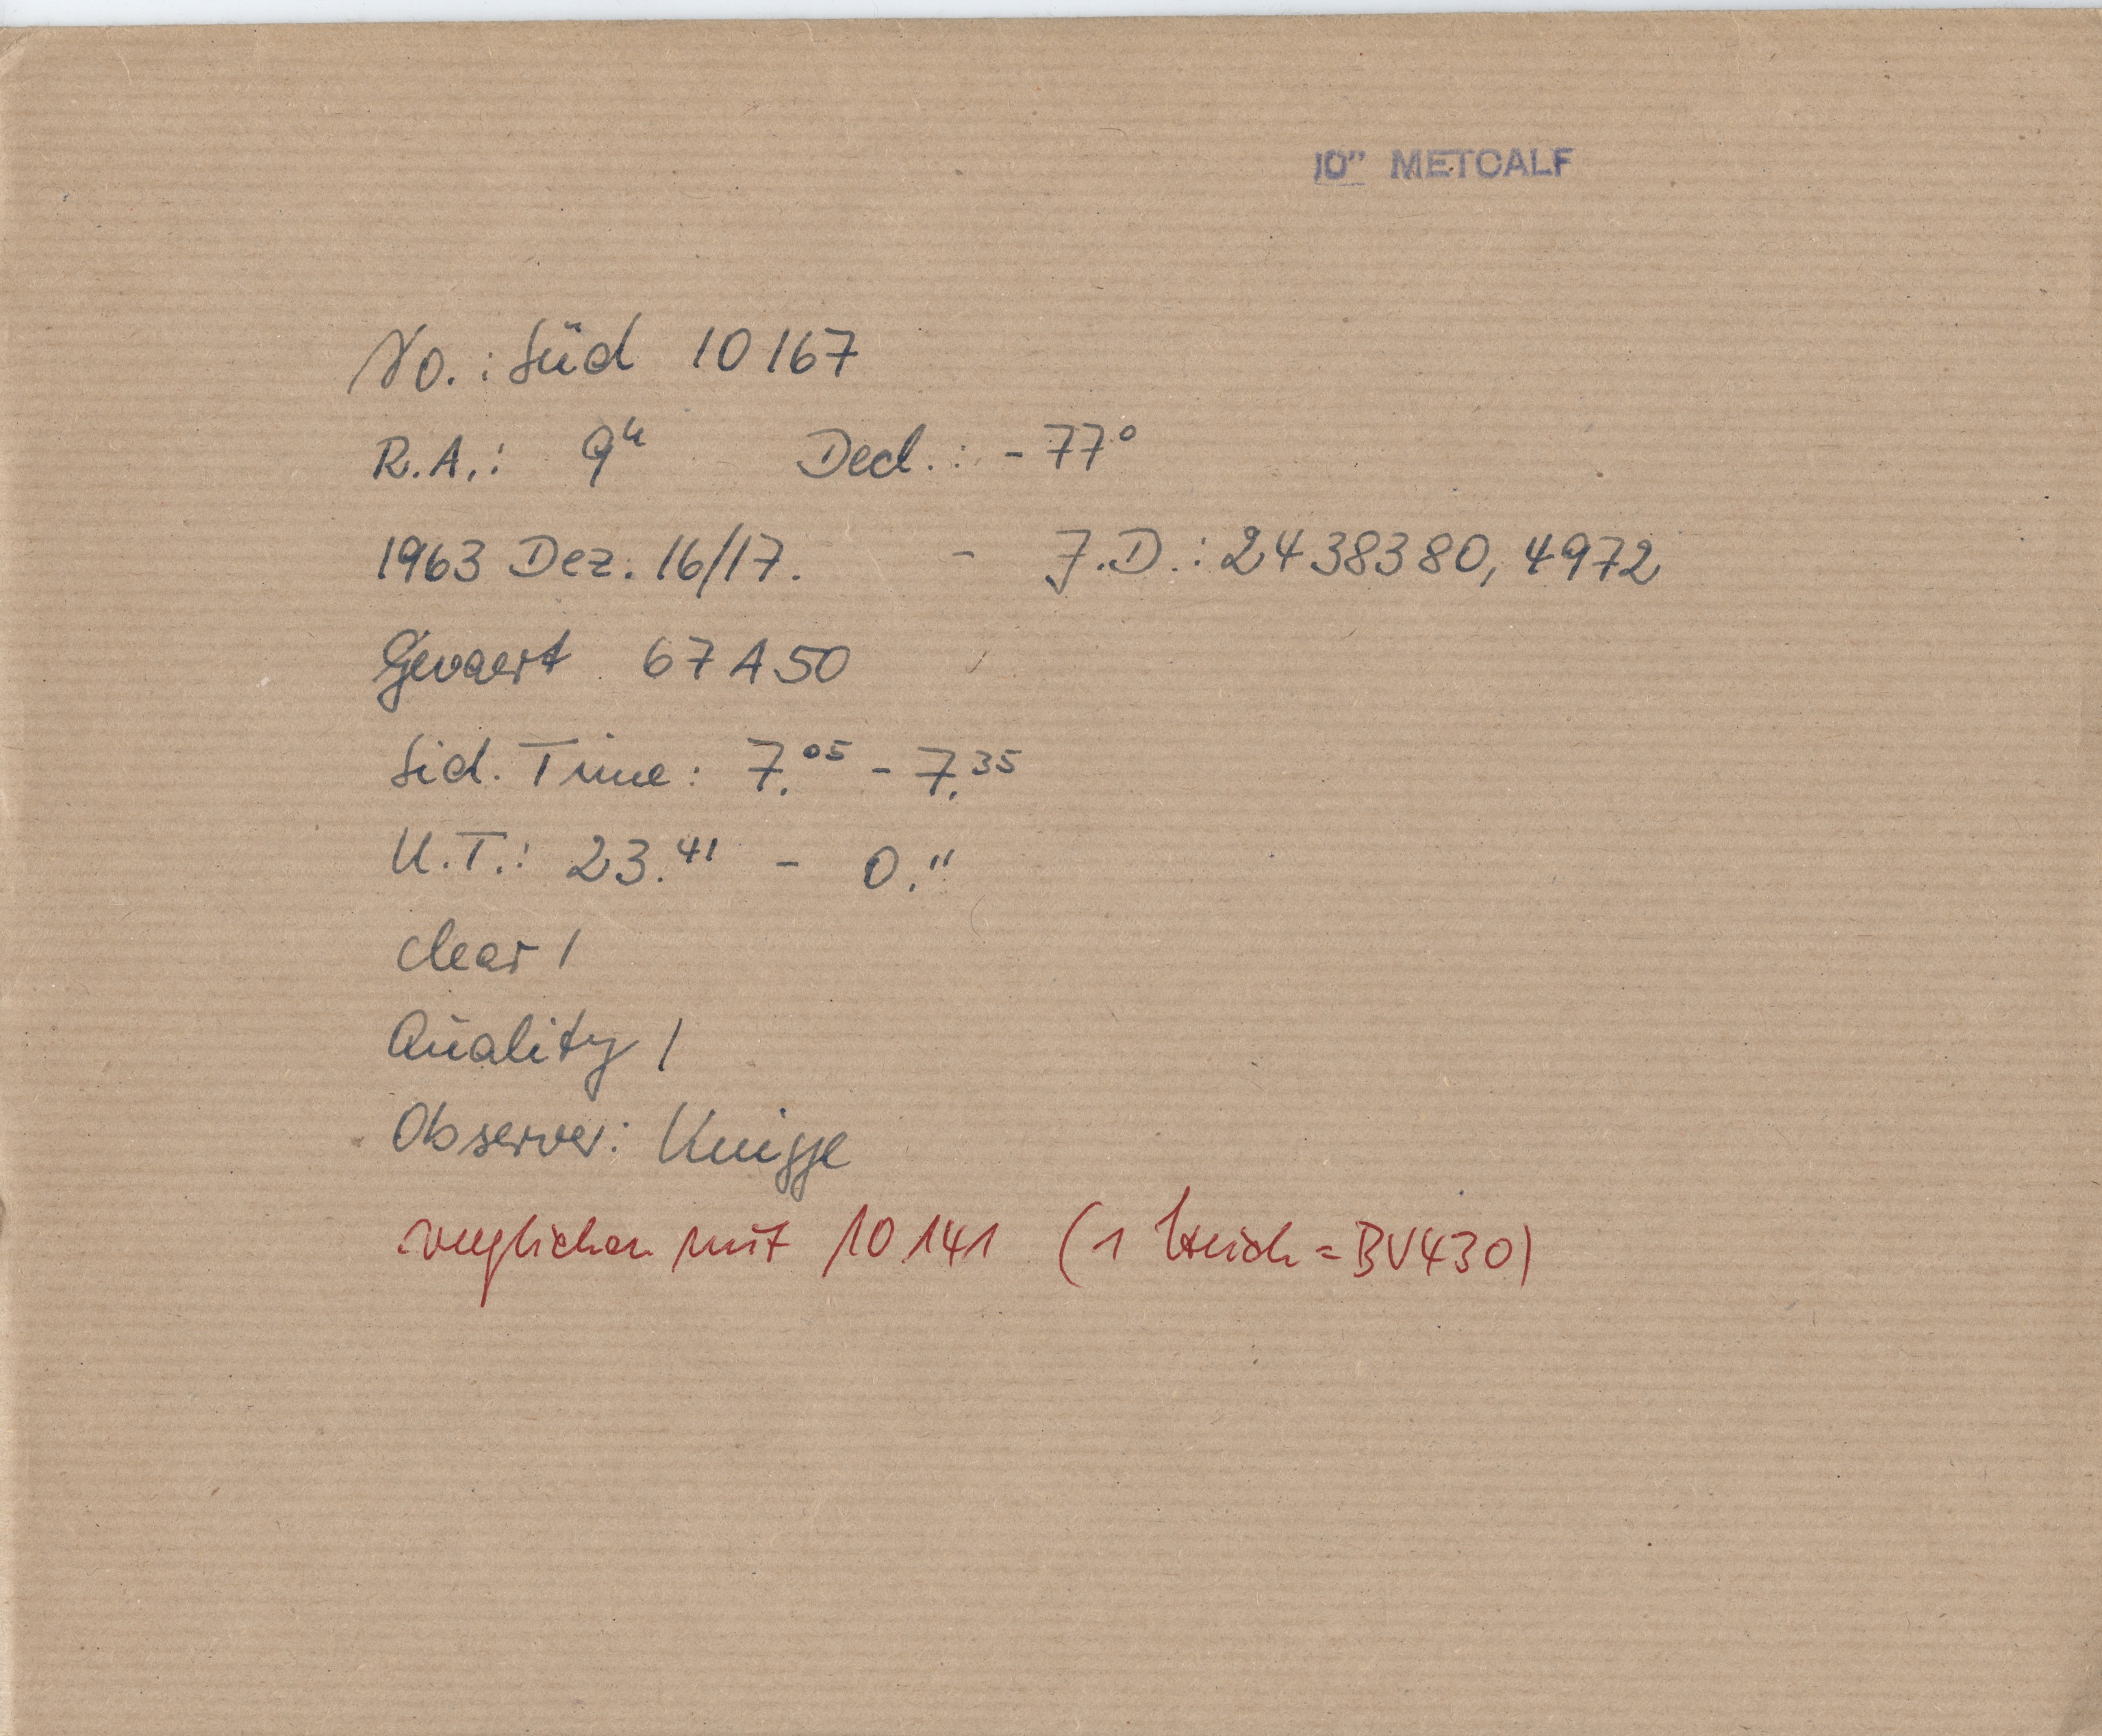 10" METCALF
No.: Süd 10167
R.A.: 9h Decl.: -77°
1963 Dez. 16/17. - J.D.: 2438380,4972
Gevaert 67A50
Sid. Time: 7.05 - 7.35
U.T.: 23.41 - 0.11
clear 1
Quality 1
Observer: Knigge
verglichen mit 10141 (1 Strich = BV430)